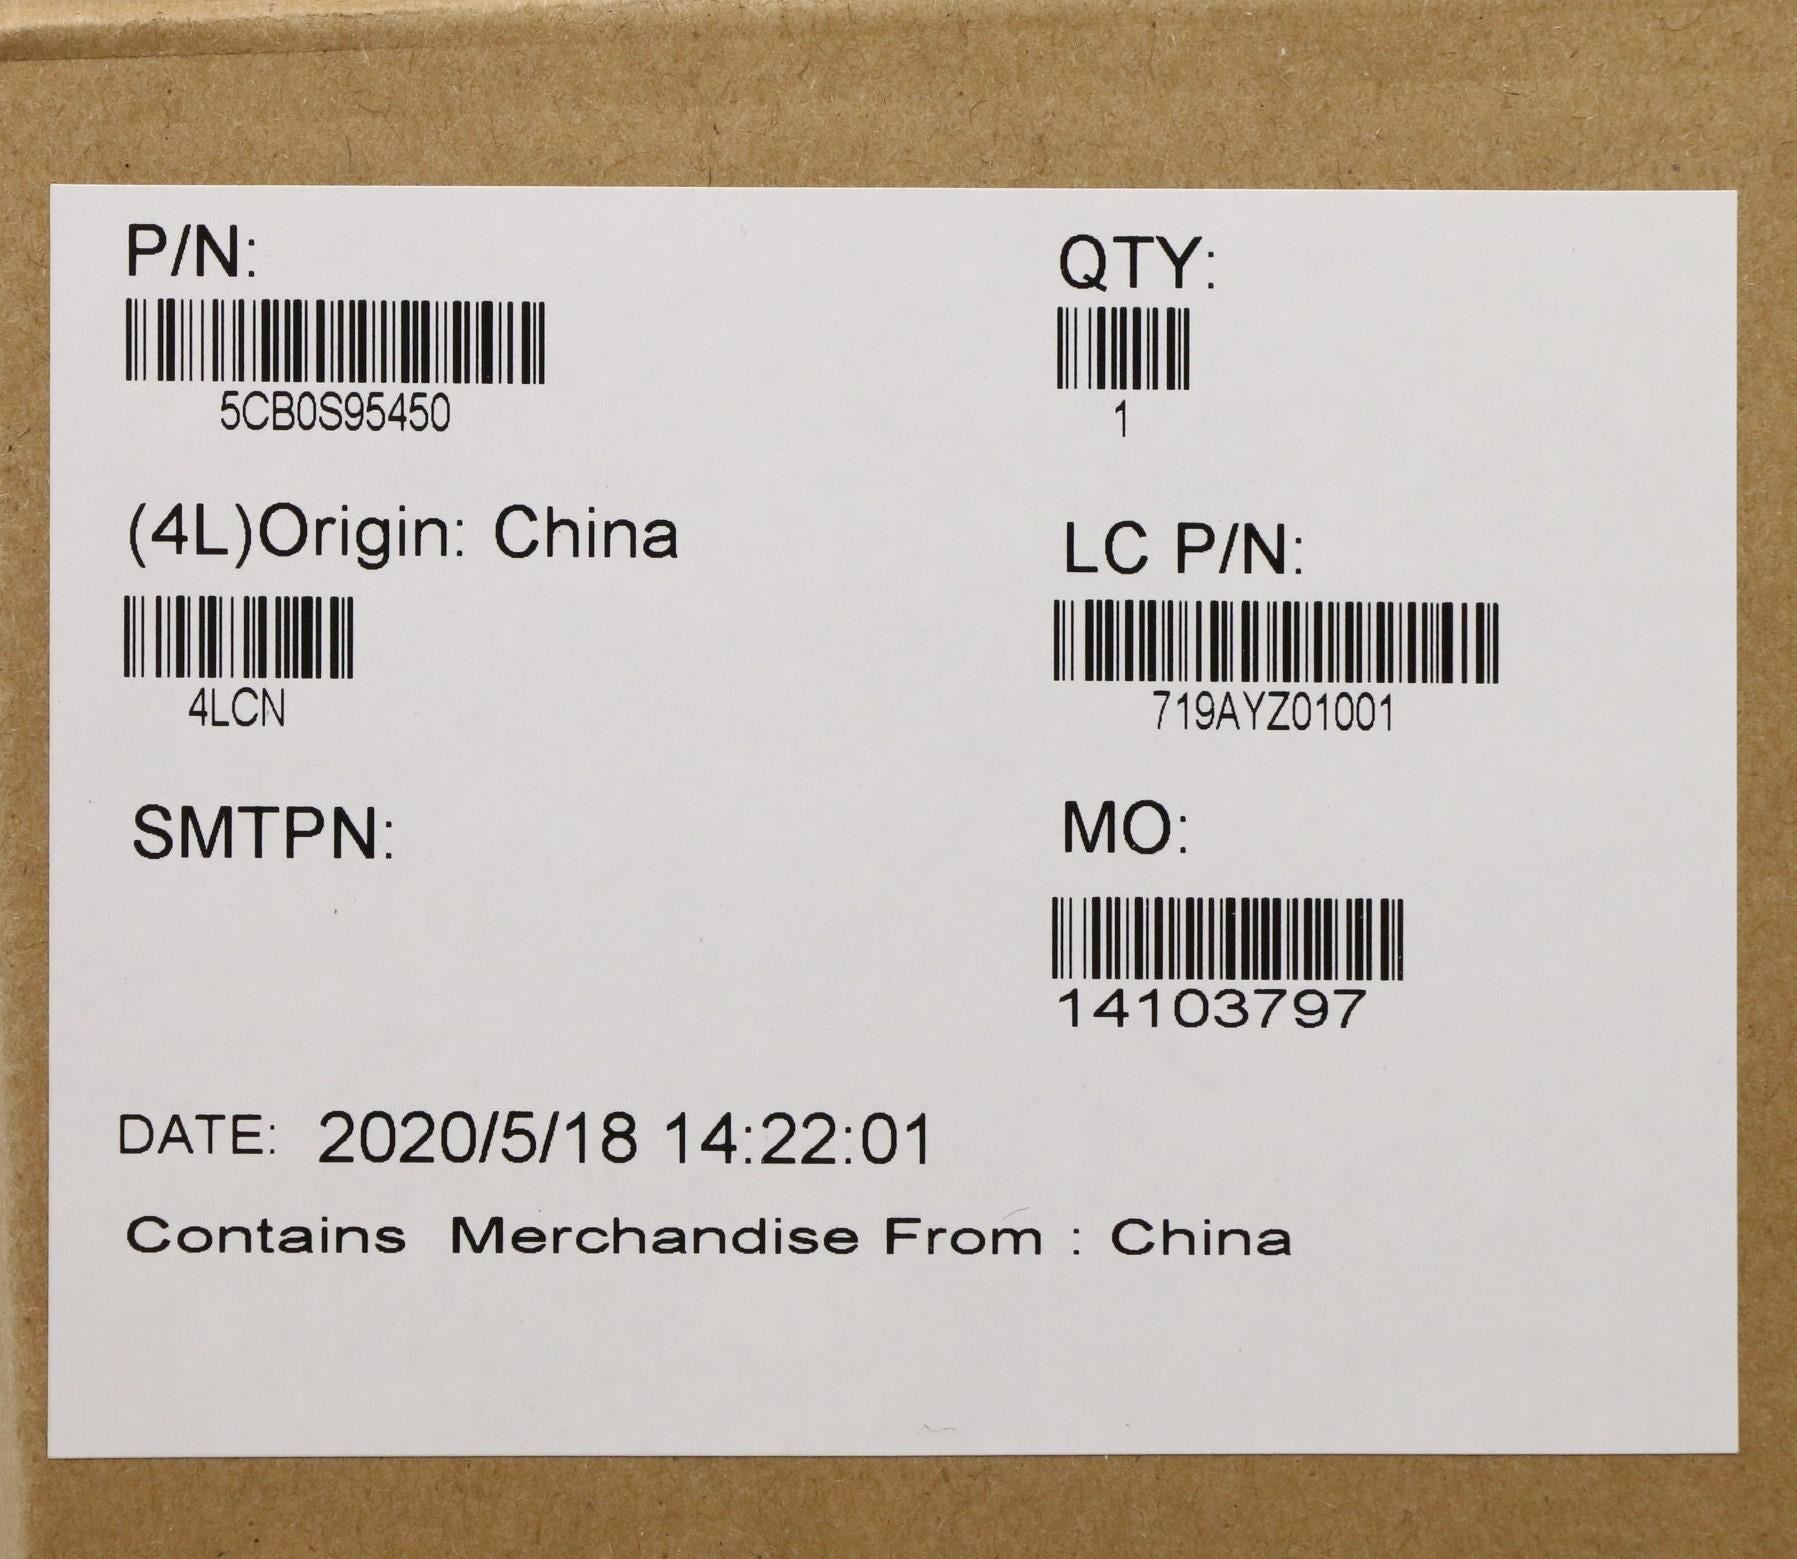 P/N:
5CB0S95450
QTY:
1
(4L)Origin: China
4LCN
LC P/N:
719AYZ01001
SMTPN:
MO:
14103797
DATE: 2020/5/18 14:22:01
Contains Merchandise From : China